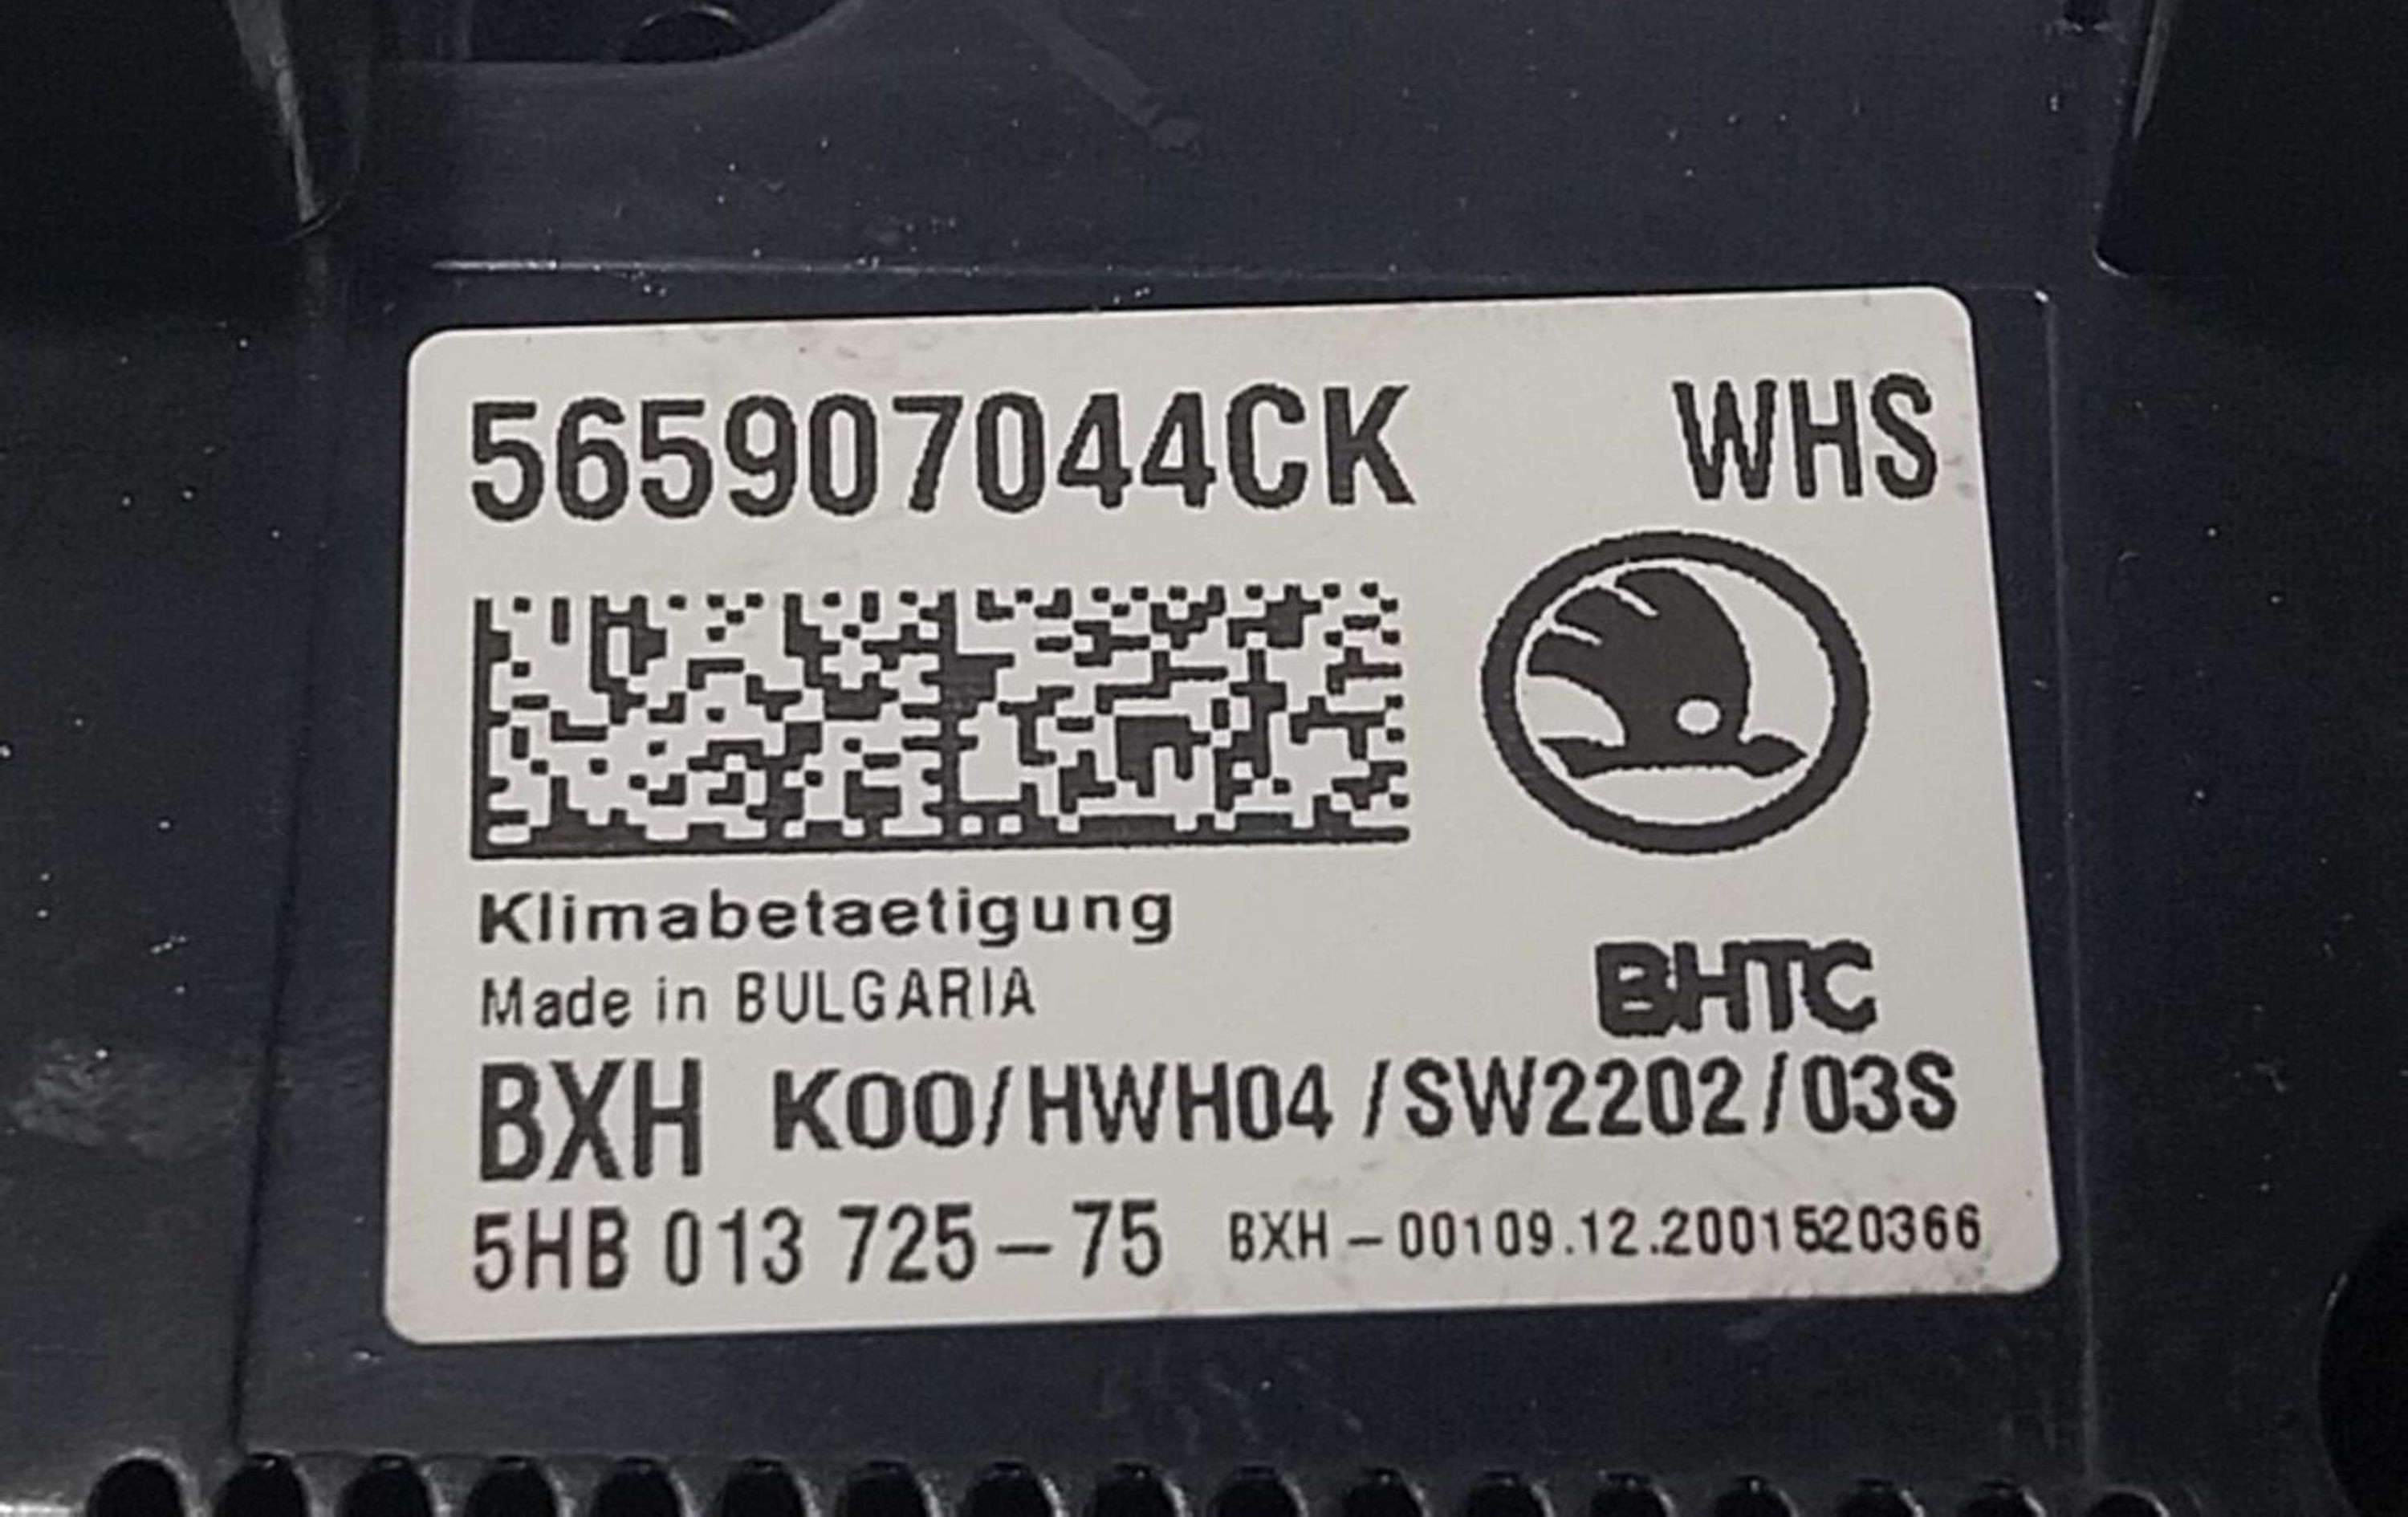 565907044CK WHS
Klimabetaetigung
Made in BULGARIA
BHTC
BXH K00/HWH04 /SW2202/03S
5HB 013 725-75 BXH-00109.12.2001520366